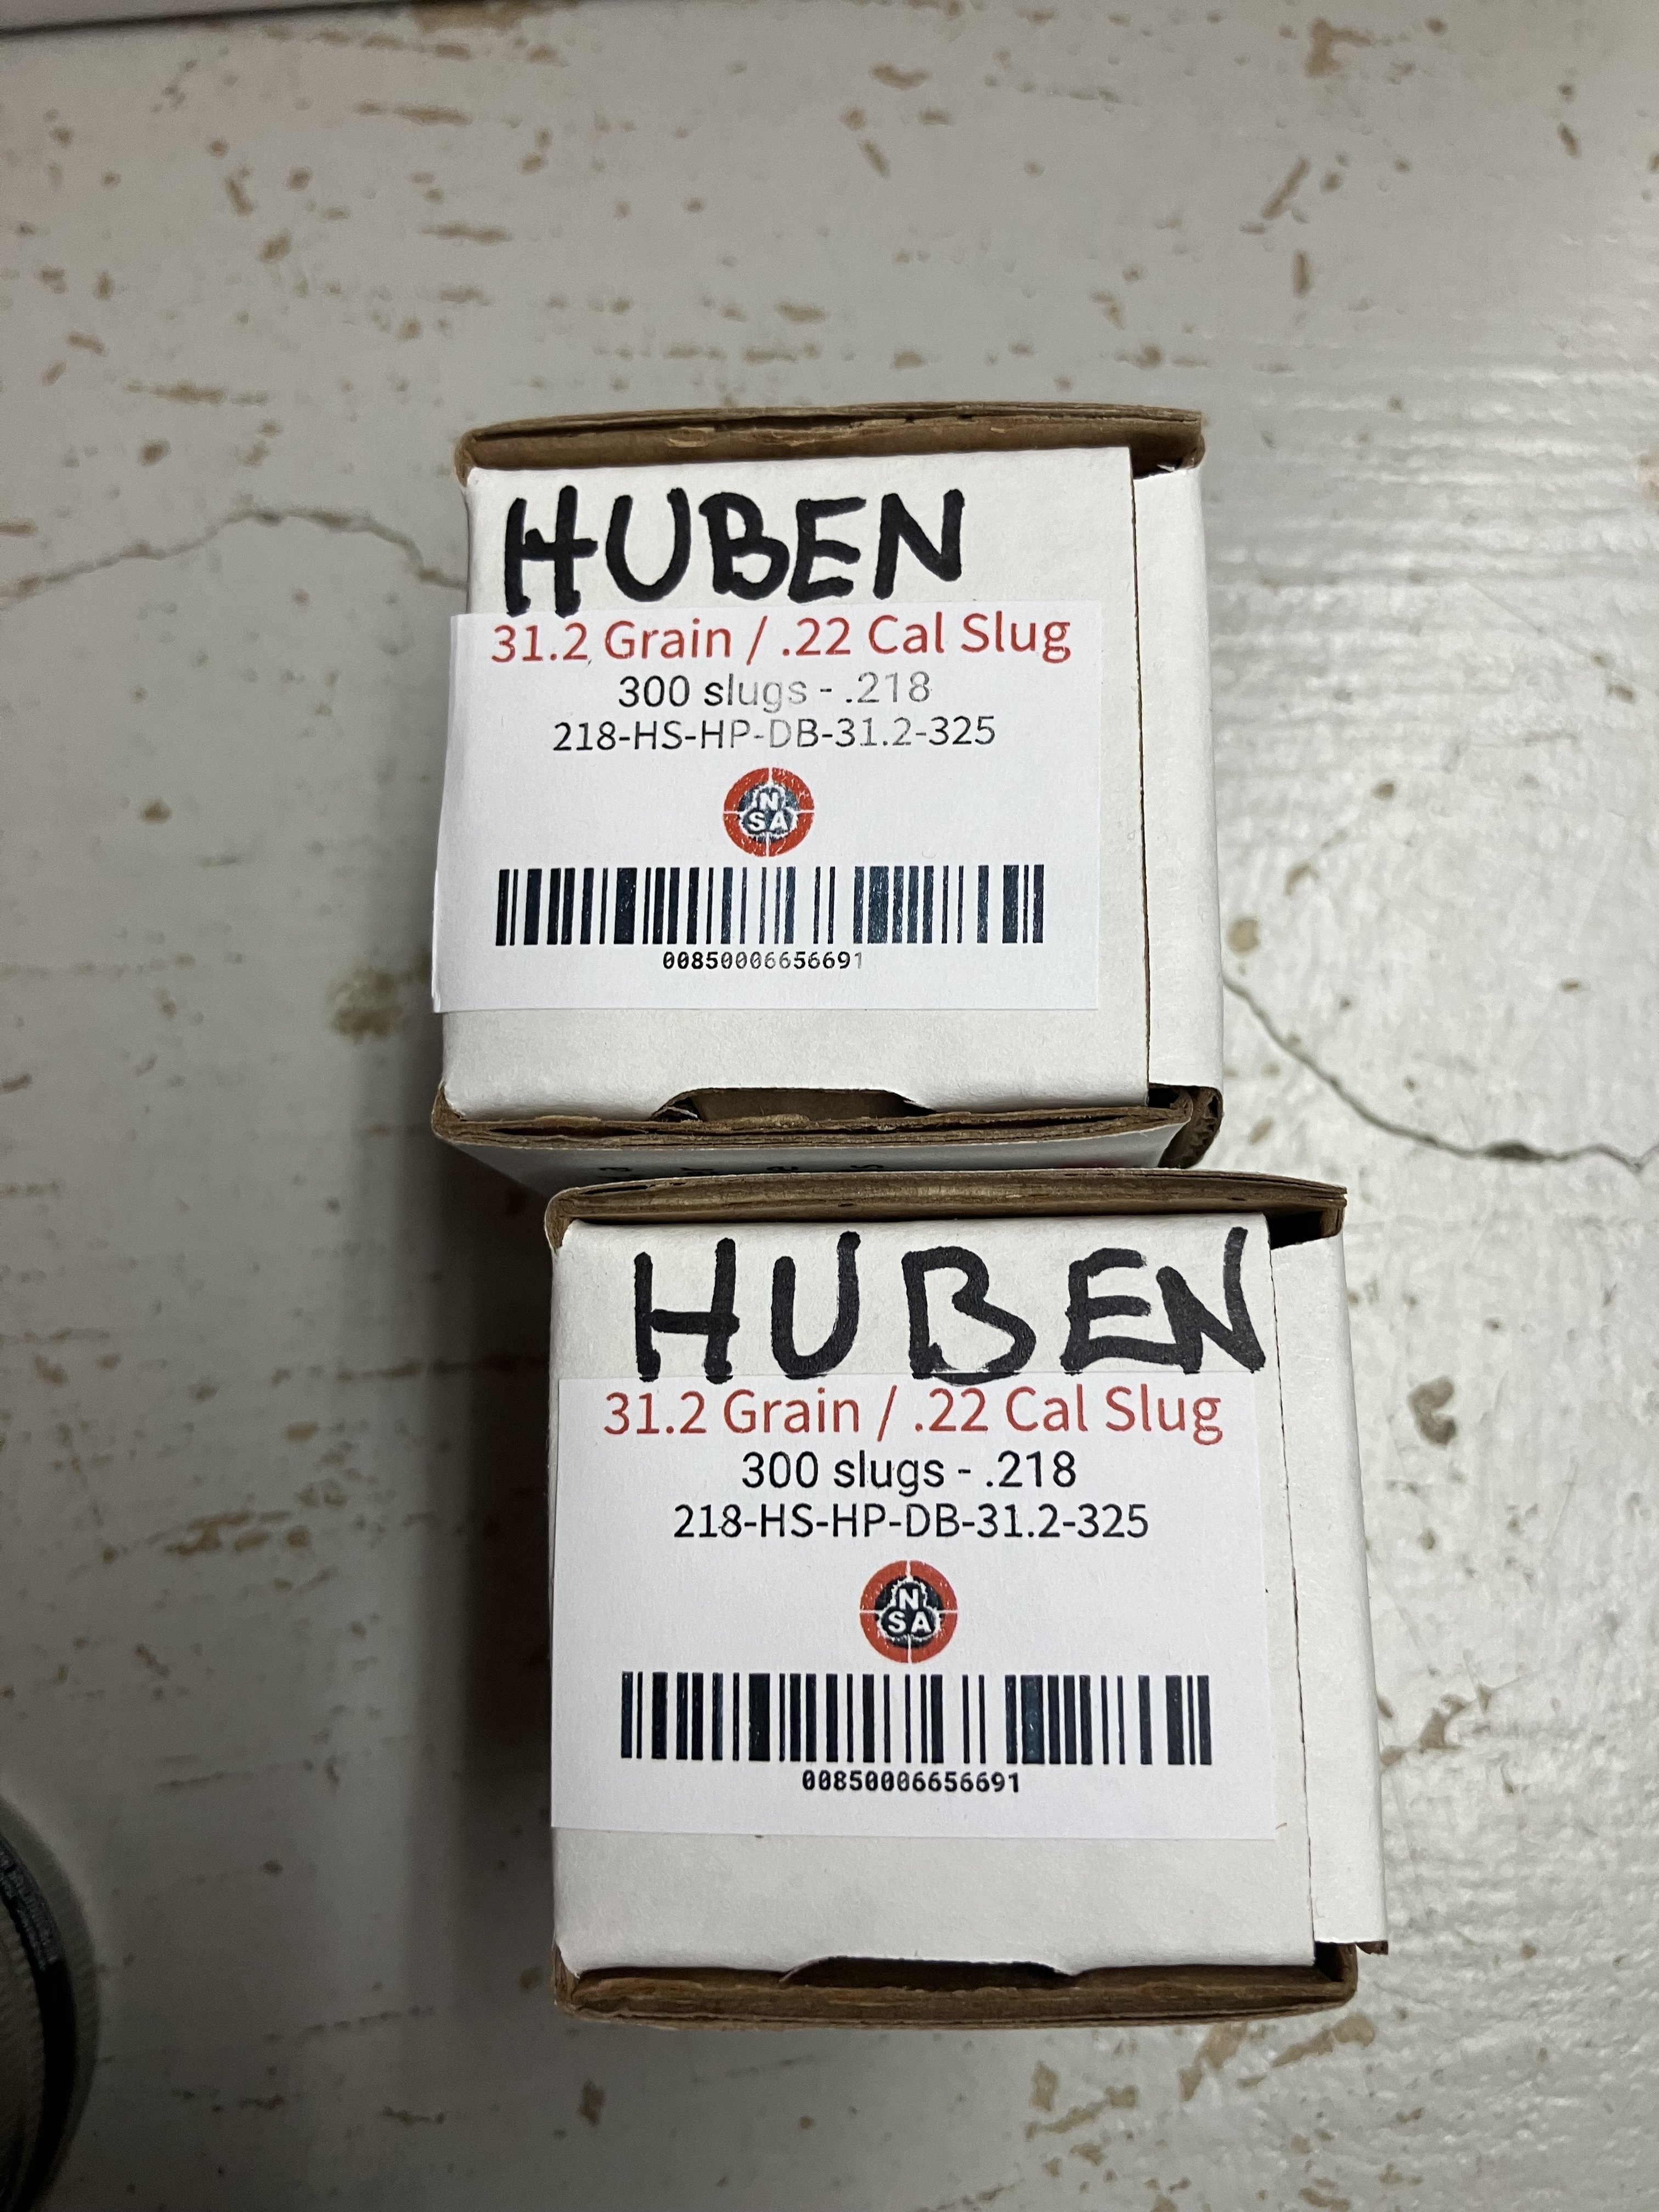 HUBEN
31.2 Grain / .22 Cal Slug
300 slugs - .218
218-HS-HP-DB-31.2-325
N
SA
00850006656691
HUBEN
31.2 Grain / .22 Cal Slug
300 slugs - .218
218-HS-HP-DB-31.2-325
N
SA
00850006656691